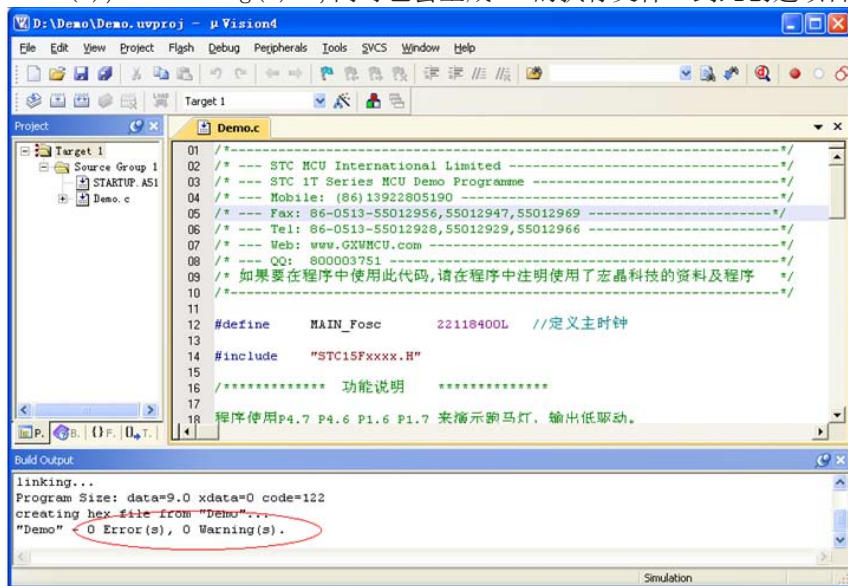 D:\Demo\Demo.uvproj - µVision4
File Edit View Project Flash Debug Peripherals Tools SVCS Window Help
Target 1
Project
Demo.c
Target 1
Source Group 1
STARTUP.A51
Demo.c
01 /*---------------------------------------------------------------------*/
02 /* --- STC MCU International Limited ----------------------------------*/
03 /* --- STC 1T Series MCU Demo Programme -------------------------------*/
04 /* --- Mobile: (86)13922805190 ----------------------------------------*/
05 /* --- Fax: 86-0513-55012956,55012947,55012969 ------------------------*/
06 /* --- Tel: 86-0513-55012928,55012929,55012966 ------------------------*/
07 /* --- Web: www.GXWMCU.com --------------------------------------------*/
08 /* --- QQ: 800003751 -------------------------------------------------*/
09 /* 如果要在程序中使用此代码,请在程序中注明使用了宏晶科技的资料及程序 */
10 /*---------------------------------------------------------------------*/
11
12 #define MAIN_Fosc 22118400L //定义主时钟
13
14 #include "STC15Fxxxx.H"
15
16 /************* 功能说明 **************
17
18 程序使用P4.7 P4.6 P1.6 P1.7 来演示跑马灯, 输出低驱动。
P. B. {} F. 0. T.
Build Output
linking...
Program Size: data=9.0 xdata=0 code=122
creating hex file from "Demo"...
"Demo" - 0 Error(s), 0 Warning(s).
Simulation